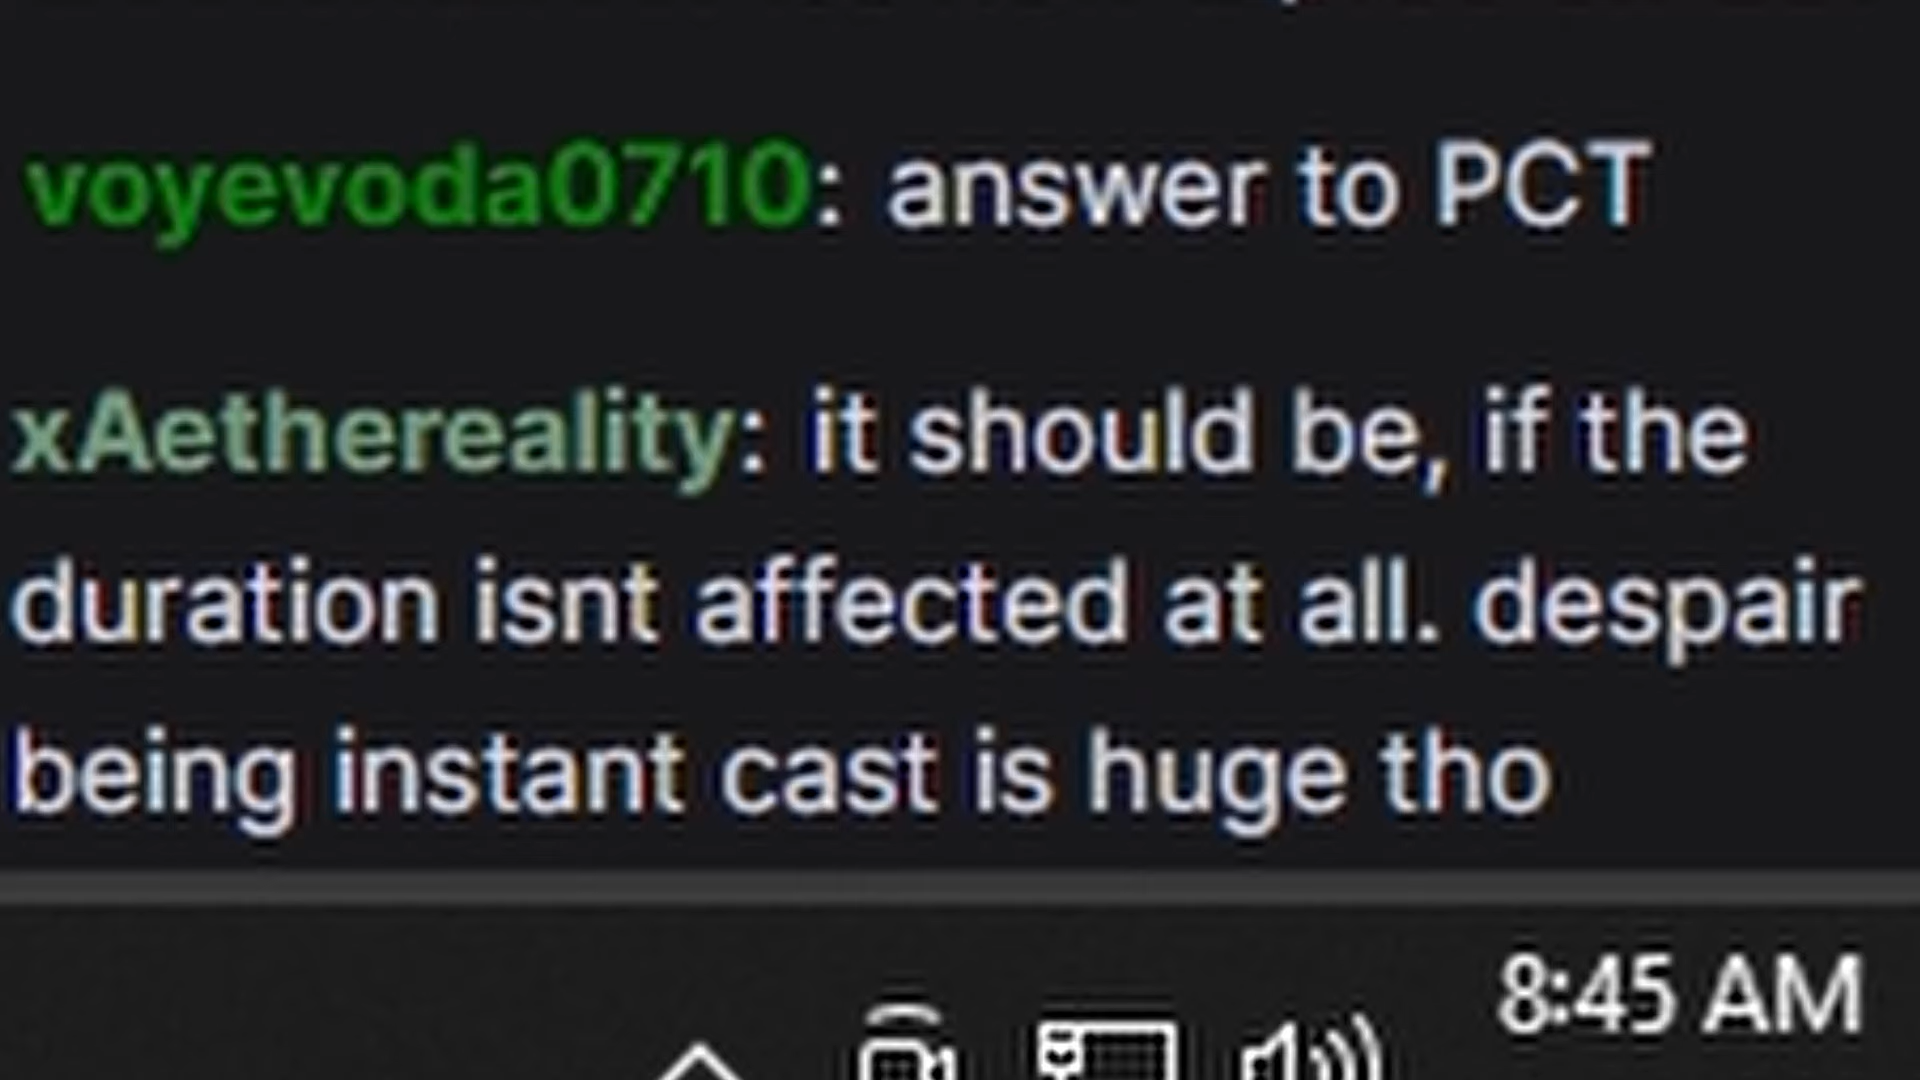 voyevoda0710: answer to PCT
xAethereality: it should be, if the
duration isnt affected at all. despair
being instant cast is huge tho
8:45 AM